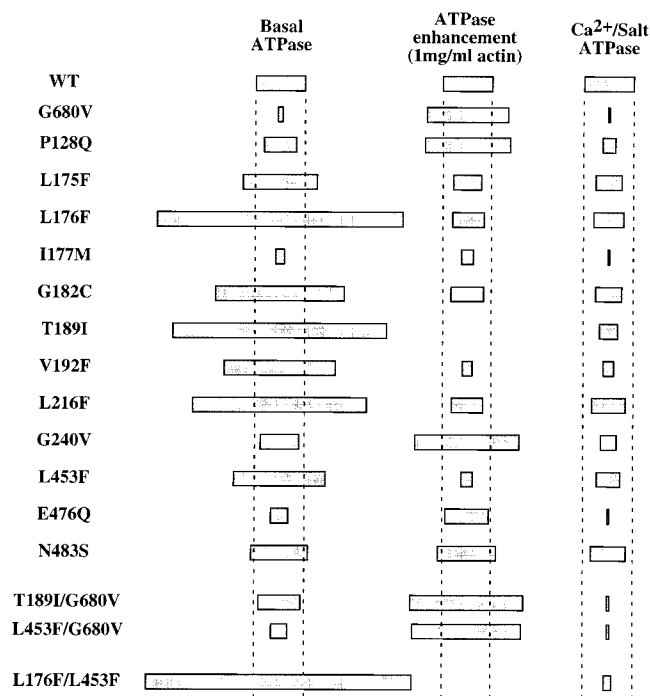 Basal
ATPase
ATPase
enhancement
(1mg/ml actin)
Ca2+/Salt
ATPase
WT
G680V
P128Q
L175F
L176F
I177M
G182C
T189I
V192F
L216F
G240V
L453F
E476Q
N483S
T189I/G680V
L453F/G680V
L176F/L453F